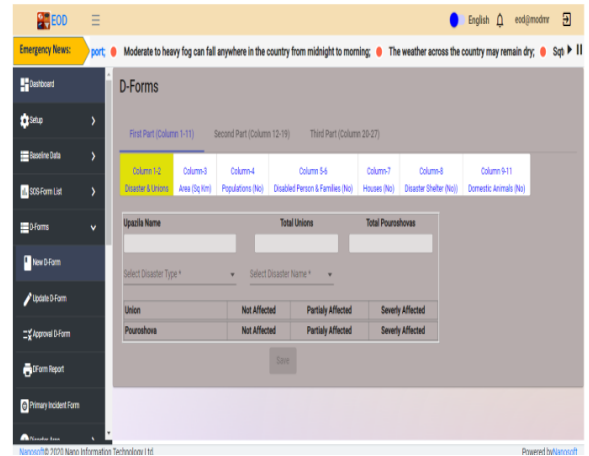 EOD
English
eod@modmr
Emergency News:
port; Moderate to heavy fog can fall anywhere in the country from midnight to morning; The weather across the country may remain dry;
Dashboard
D-Forms
Setup
First Part (Column 1-11) Second Part (Column 12-19) Third Part (Column 20-27)
Baseline Data
Column 1-2 Column-3 Column-4 Column 5-6 Column-7 Column-8 Column 9-11
Disaster & Unions Area (Sq Km) Populations (No) Disabled Person & Families (No) Houses (No) Disaster Shelter (No)) Domestic Animals (No)
SOS-Form List
D-Forms
Upazila Name Total Unions Total Pouroshovas
New D-Form
Select Disaster Type * Select Disaster Name *
Update D-Form
Union Not Affected Partialy Affected Severly Affected
Pouroshova Not Affected Partialy Affected Severly Affected
Approval D-Form
Save
DForm Report
Primary Incident Form
Nanosoft© 2020 Nano Information Technology Ltd. Powered byNanosoft